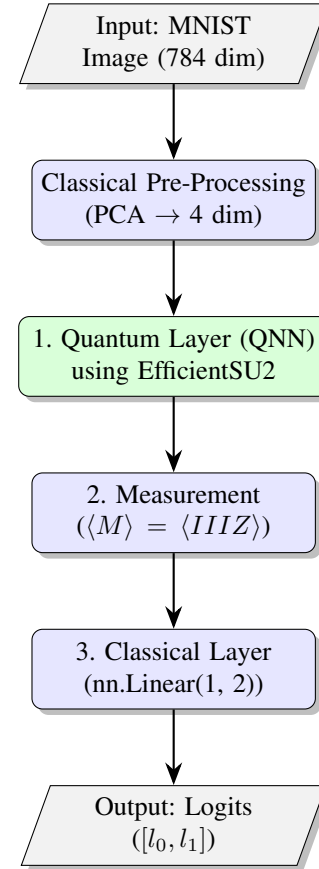 Input: MNIST
Image (784 dim)
Classical Pre-Processing
(PCA → 4 dim)
1. Quantum Layer (QNN)
using EfficientSU2
2. Measurement
(⟨M⟩ = ⟨IIIZ⟩)
3. Classical Layer
(nn.Linear(1, 2))
Output: Logits
([l₀, l₁])